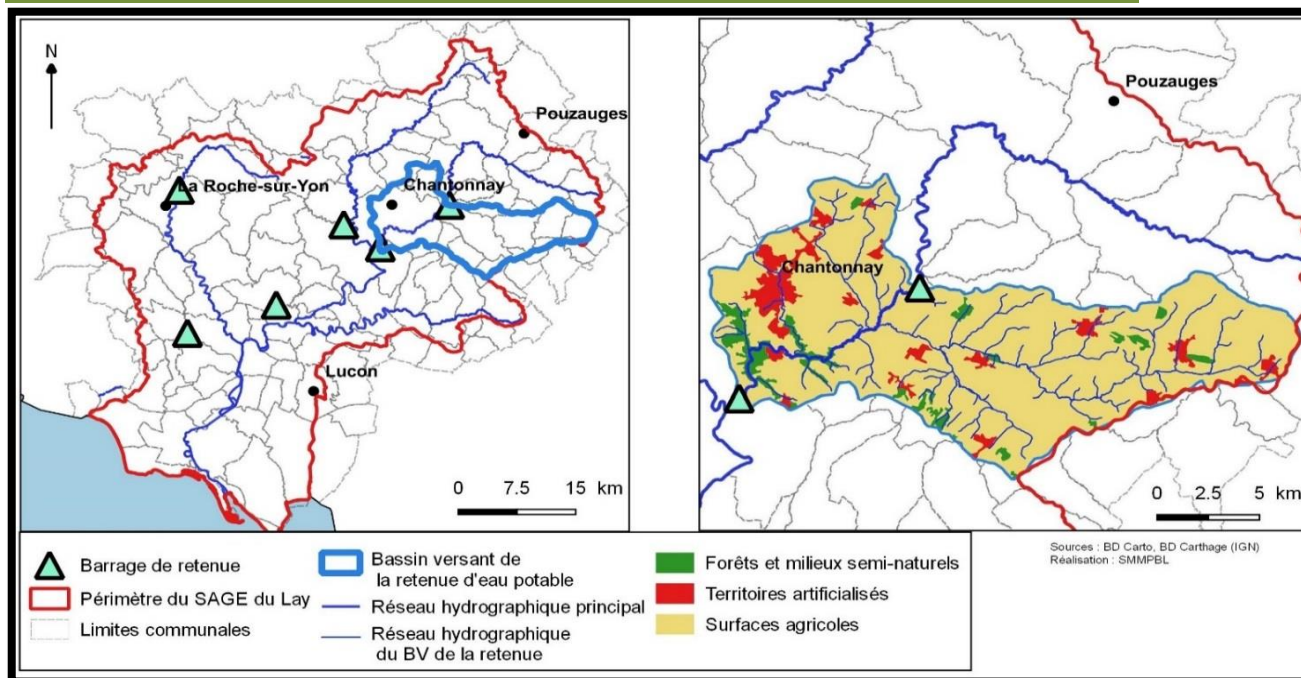 N
Pouzauges
La Roche-sur-Yon
Chantonnay
Lucon
0 7.5 15 km
Pouzauges
Chantonnay
0 2.5 5 km
Barrage de retenue
Périmètre du SAGE du Lay
Limites communales
Bassin versant de
la retenue d'eau potable
Réseau hydrographique principal
Réseau hydrographique
du BV de la retenue
Forêts et milieux semi-naturels
Territoires artificialisés
Surfaces agricoles
Sources : BD Carto, BD Carthage (IGN)
Réalisation : SMMPBL